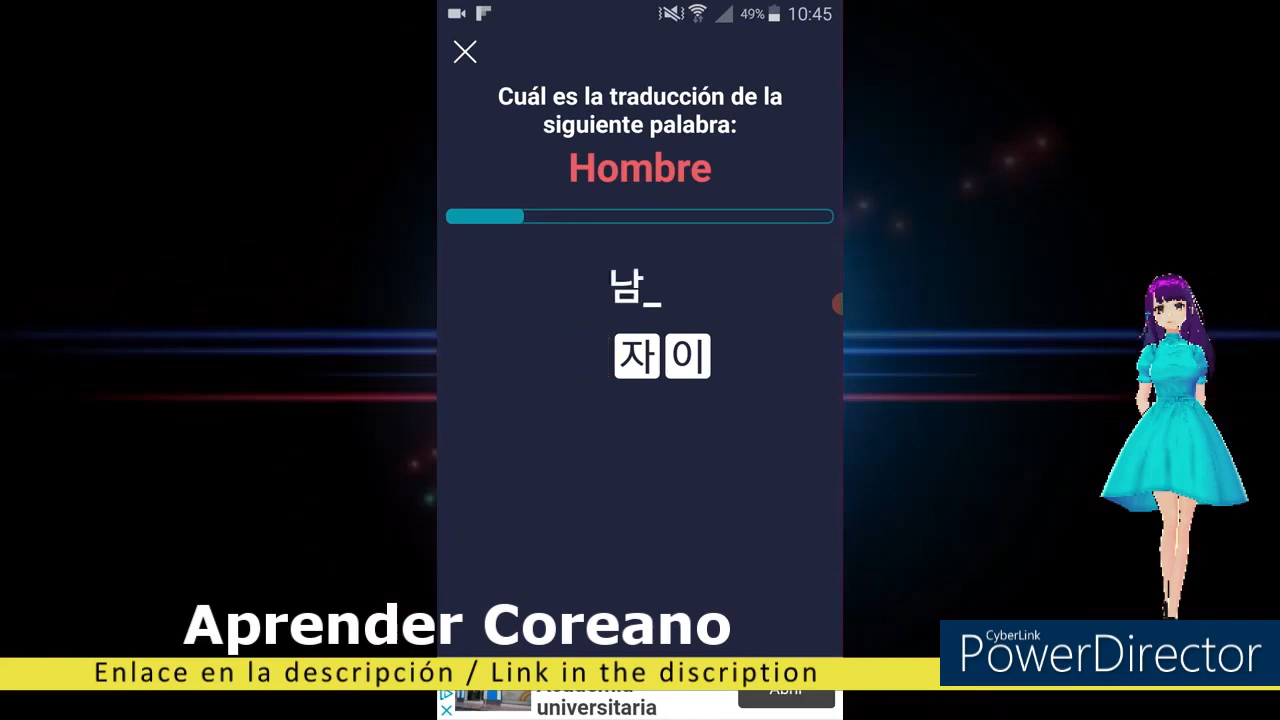 49% 10:45
Cuál es la traducción de la
siguiente palabra:
Hombre
남_
자 이
Aprender Coreano
Enlace en la descripción / Link in the discription
CyberLink
PowerDirector
Abrir
universitaria